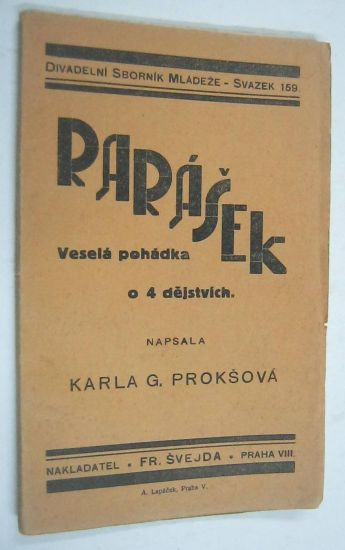 DIVADELNÍ SBORNÍK MLÁDEŽE - SVAZEK 159.
RARÁŠEK
Veselá pohádka
o 4 dějstvích.
NAPSALA
KARLA G. PROKŠOVÁ
NAKLADATEL • FR. ŠVEJDA • PRAHA VIII.
A. Lapáček, Praha V.